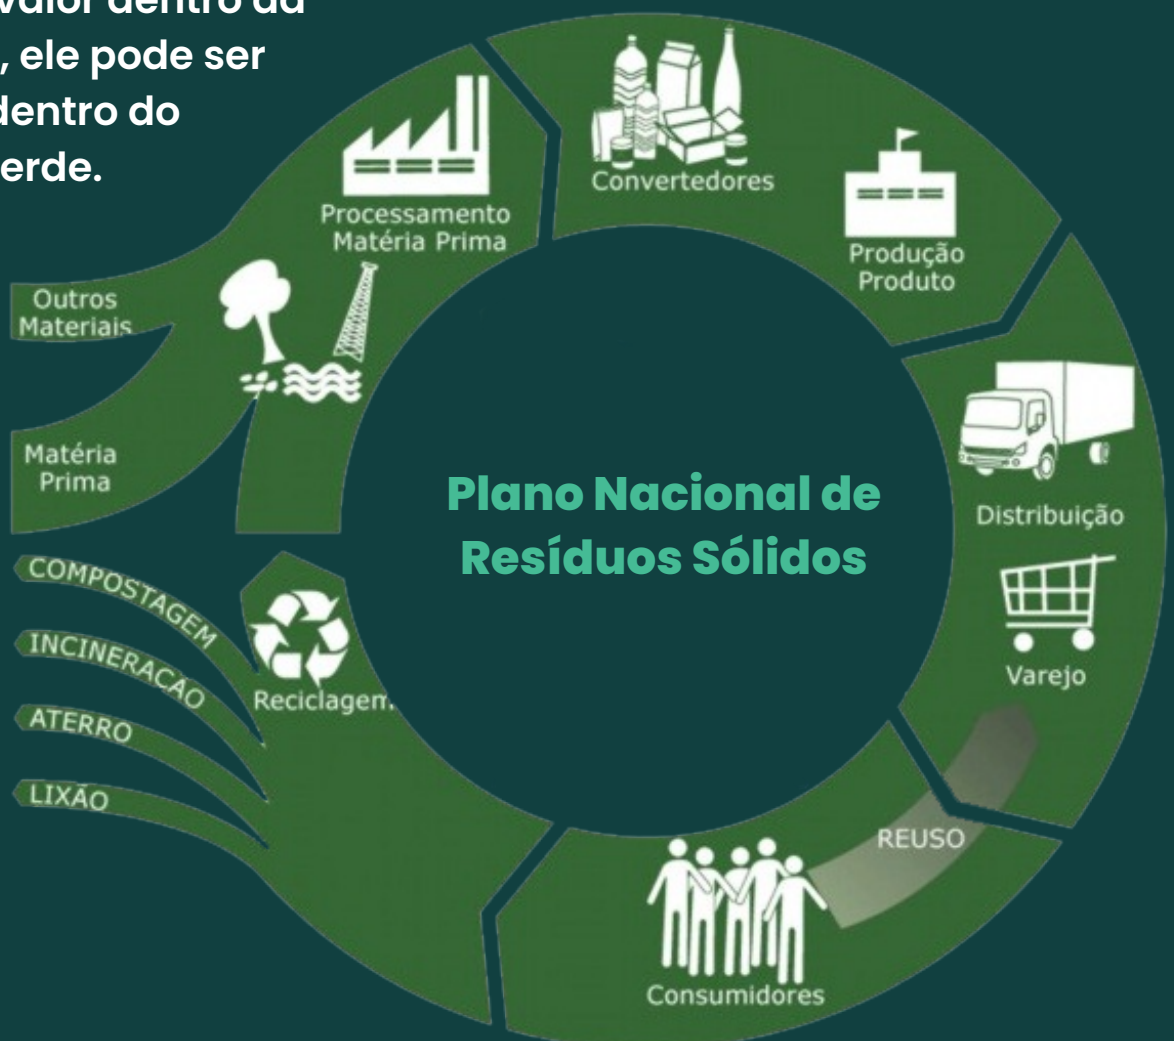 valor dentro da
, ele pode ser
dentro do
erde.
Convertedores
Processamento
Matéria Prima
Produção
Produto
Outros
Materiais
Matéria
Prima
Plano Nacional de
Resíduos Sólidos
Distribuição
COMPOSTAGEM
INCINERACÃO
Reciclagem
Varejo
ATERRO
LIXÃO
REUSO
Consumidores